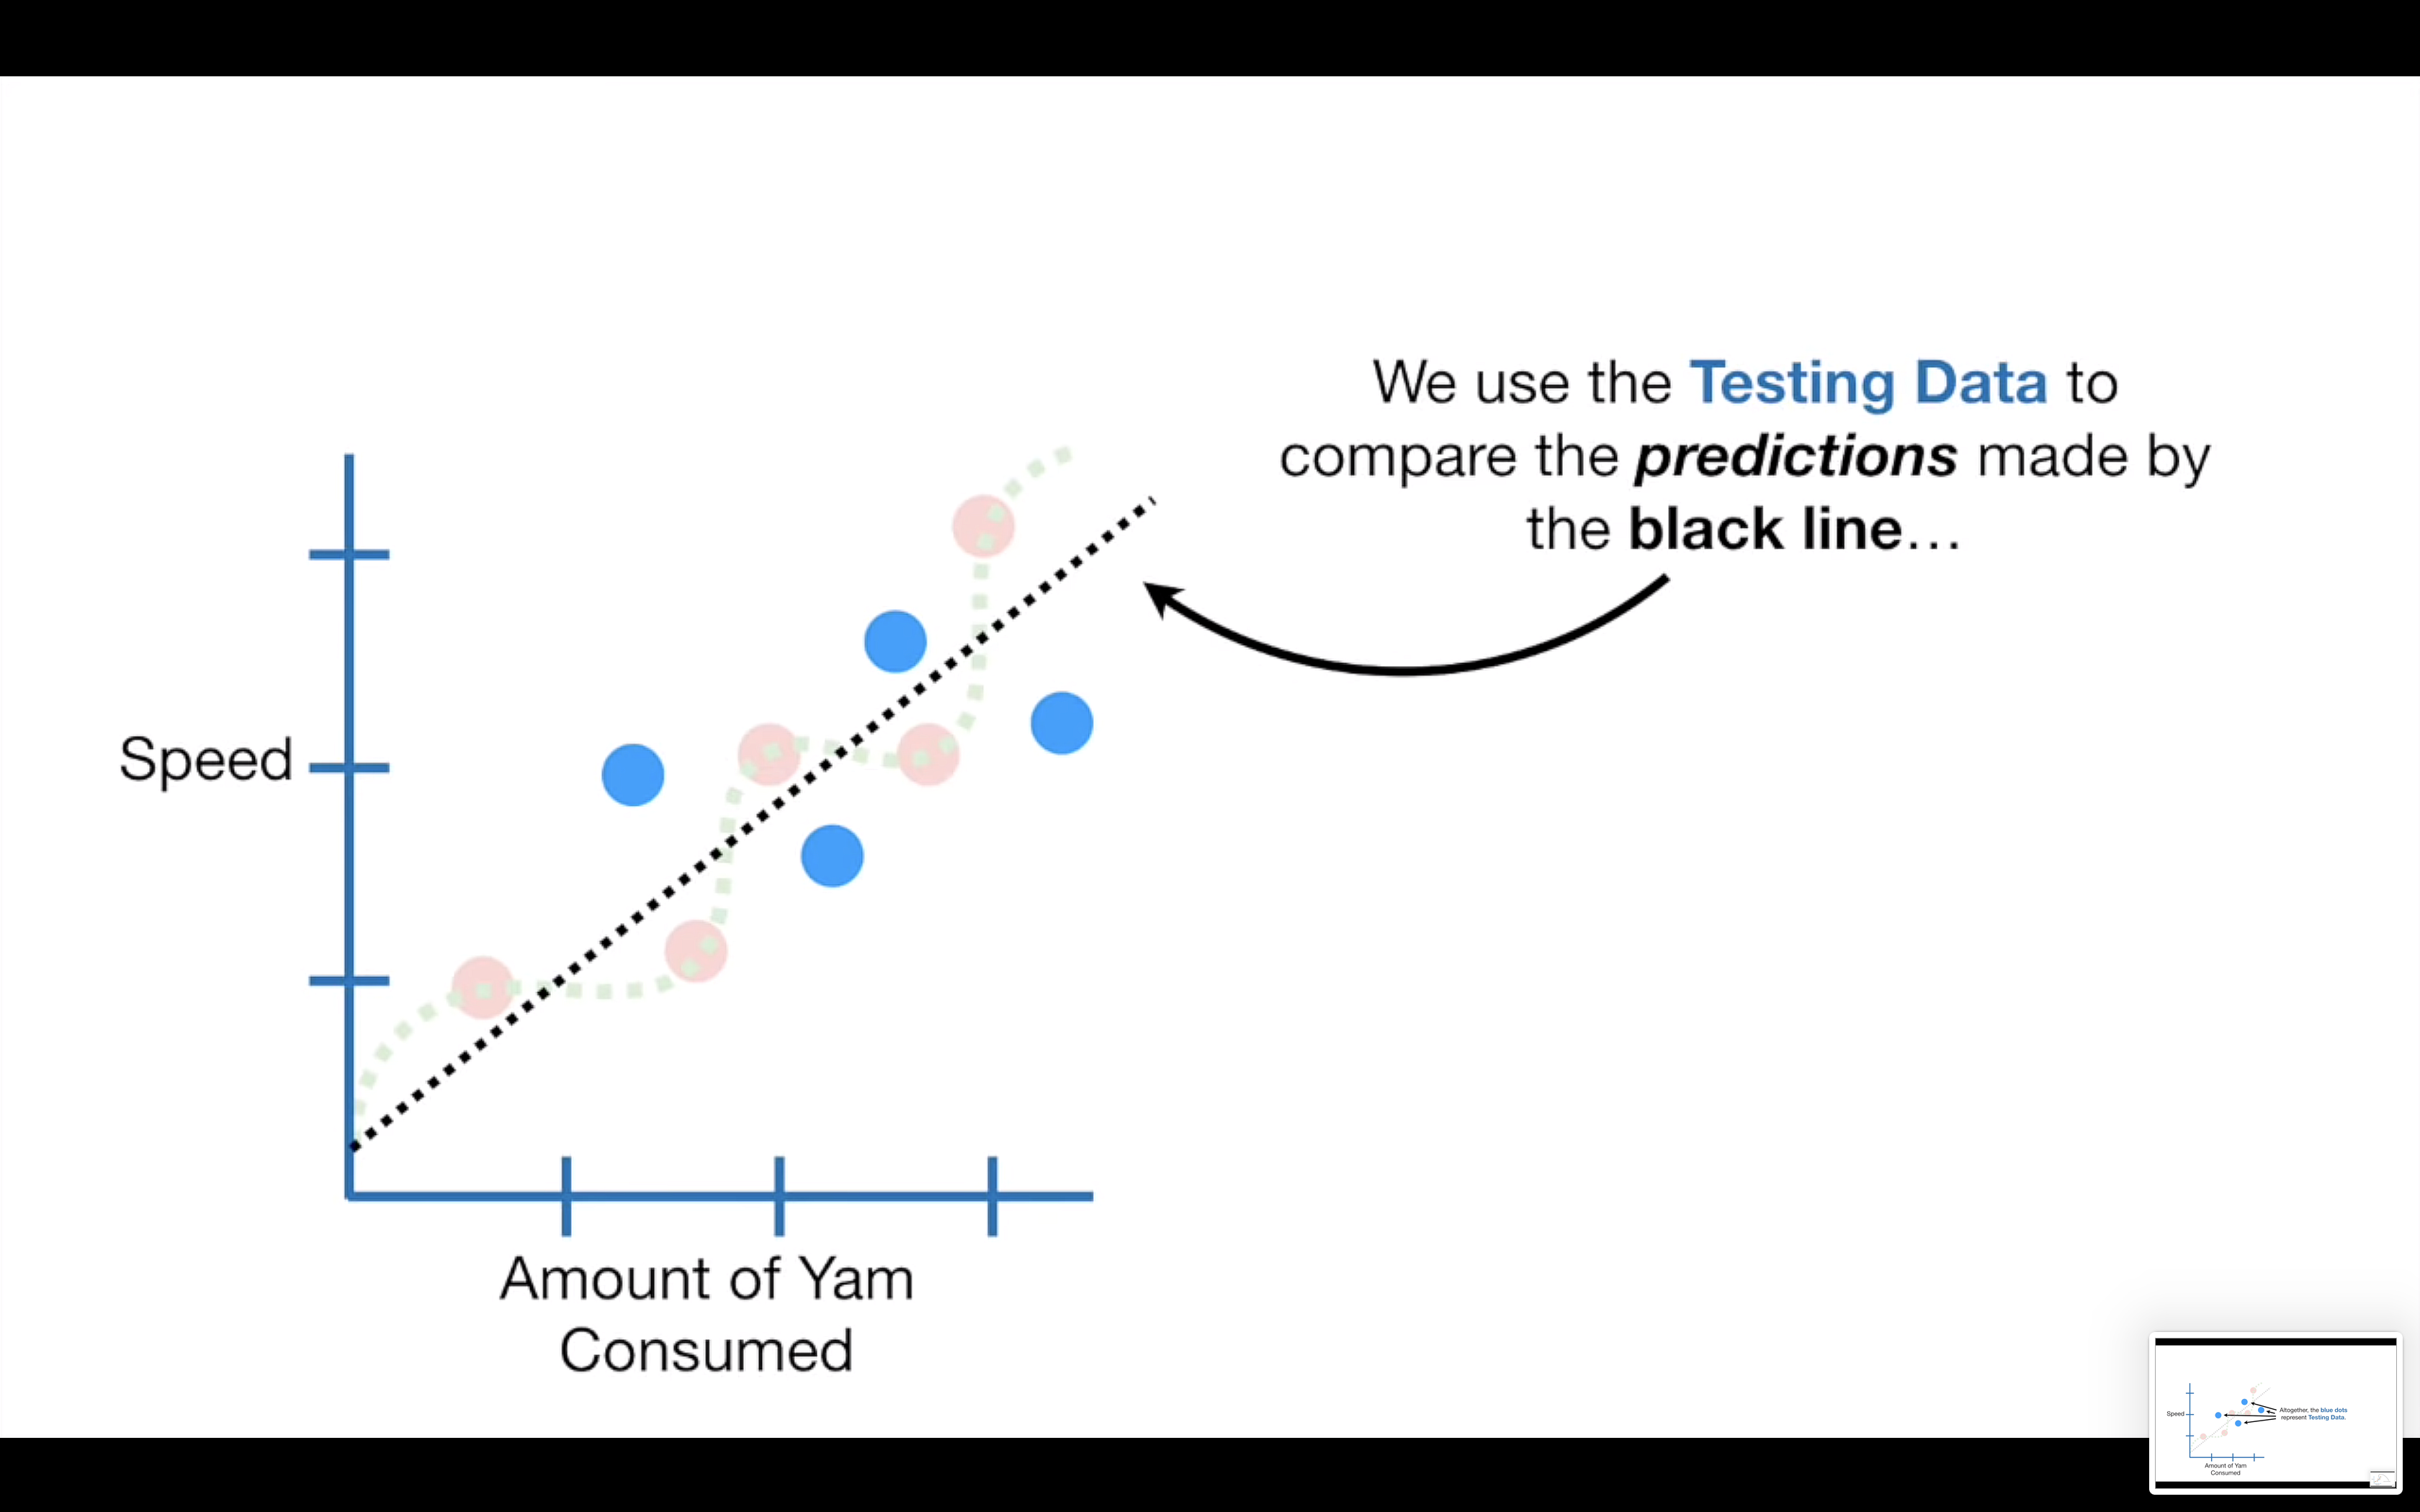 We use the Testing Data to
compare the predictions made by
the black line...
Speed
Amount of Yam
Consumed
Speed
Altogether, the blue dots
represent Testing Data.
Amount of Yam
Consumed